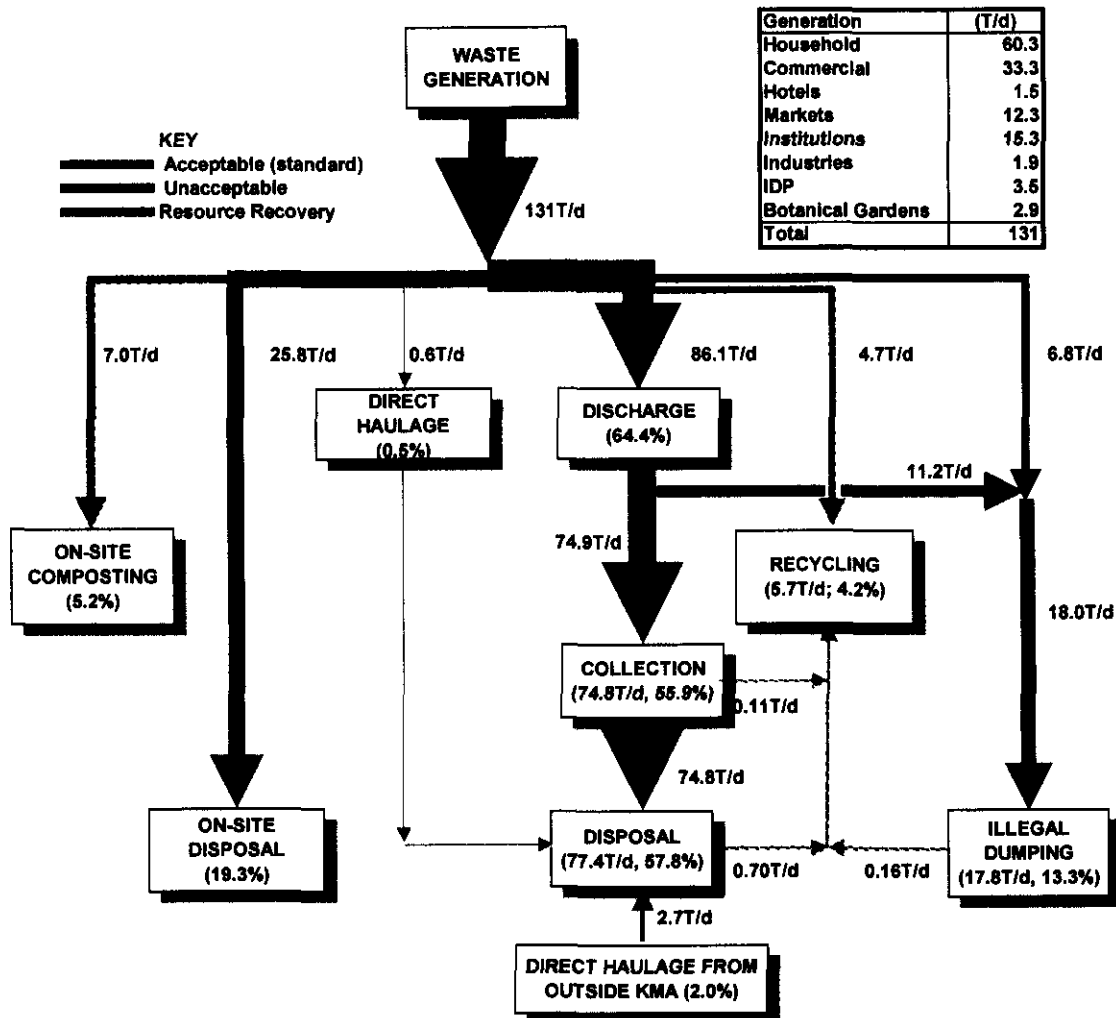 WASTE
GENERATION
Generation (T/d)
Household 60.3
Commercial 33.3
Hotels 1.5
Markets 12.3
Institutions 15.3
Industries 1.9
IDP 3.5
Botanical Gardens 2.9
Total 131
KEY
Acceptable (standard)
Unacceptable
Resource Recovery
131T/d
7.0T/d
25.8T/d
0.6T/d
86.1T/d
4.7T/d
6.8T/d
DIRECT
HAULAGE
(0.5%)
DISCHARGE
(64.4%)
11.2T/d
74.9T/d
ON-SITE
COMPOSTING
(5.2%)
RECYCLING
(5.7T/d; 4.2%)
18.0T/d
COLLECTION
(74.8T/d, 55.9%)
0.11T/d
74.8T/d
ON-SITE
DISPOSAL
(19.3%)
DISPOSAL
(77.4T/d, 57.8%)
0.70T/d
0.16T/d
ILLEGAL
DUMPING
(17.8T/d, 13.3%)
2.7T/d
DIRECT HAULAGE FROM
OUTSIDE KMA (2.0%)